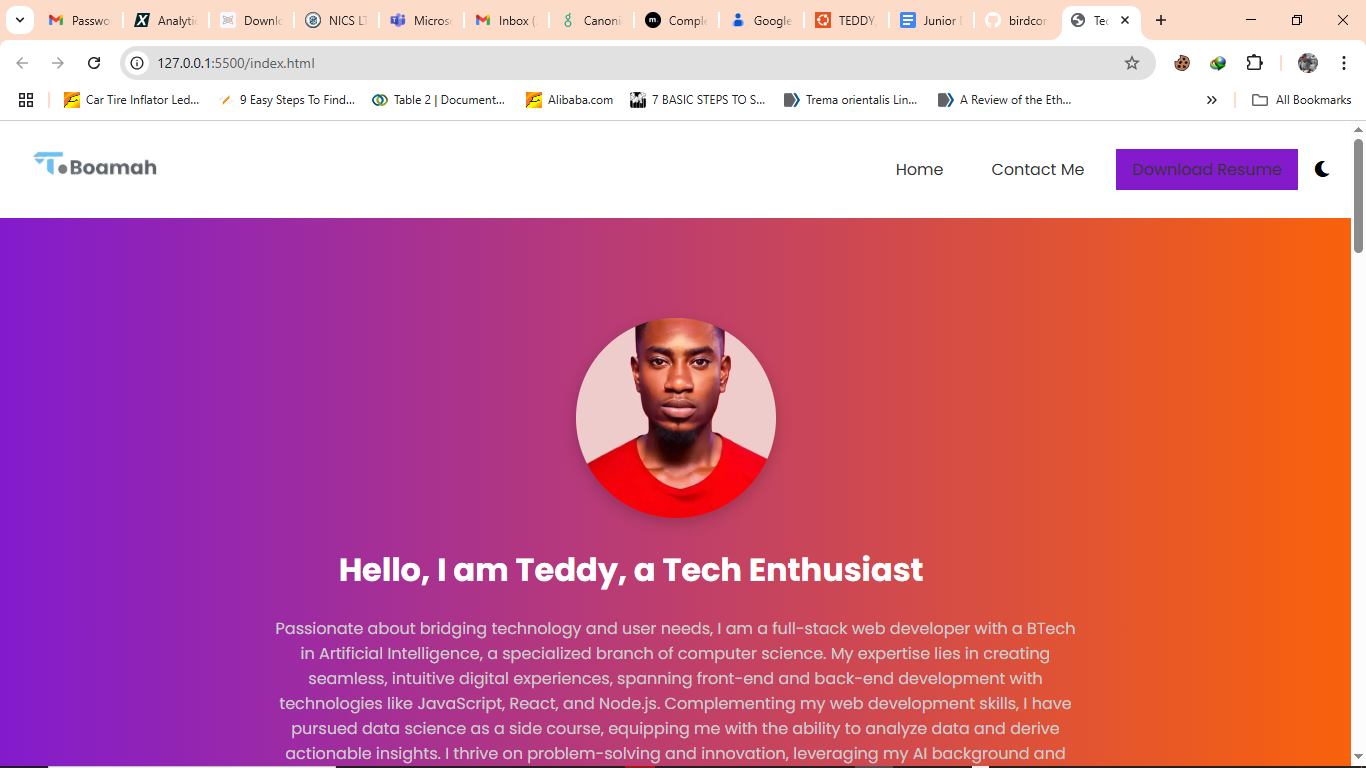 Passwo
Analyti
Downlo
NICS LT
Micros
Inbox (
Canoni
Comple
Google
TEDDY,
Junior
birdcor
Tec
127.0.0.1:5500/index.html
Car Tire Inflator Led...
9 Easy Steps To Find...
Table 2 | Document...
Alibaba.com
7 BASIC STEPS TO S...
Trema orientalis Lin...
A Review of the Eth...
All Bookmarks
T.Boamah
Home
Contact Me
Download Resume
Hello, I am Teddy, a Tech Enthusiast
Passionate about bridging technology and user needs, I am a full-stack web developer with a BTech
in Artificial Intelligence, a specialized branch of computer science. My expertise lies in creating
seamless, intuitive digital experiences, spanning front-end and back-end development with
technologies like JavaScript, React, and Node.js. Complementing my web development skills, I have
pursued data science as a side course, equipping me with the ability to analyze data and derive
actionable insights. I thrive on problem-solving and innovation, leveraging my AI background and